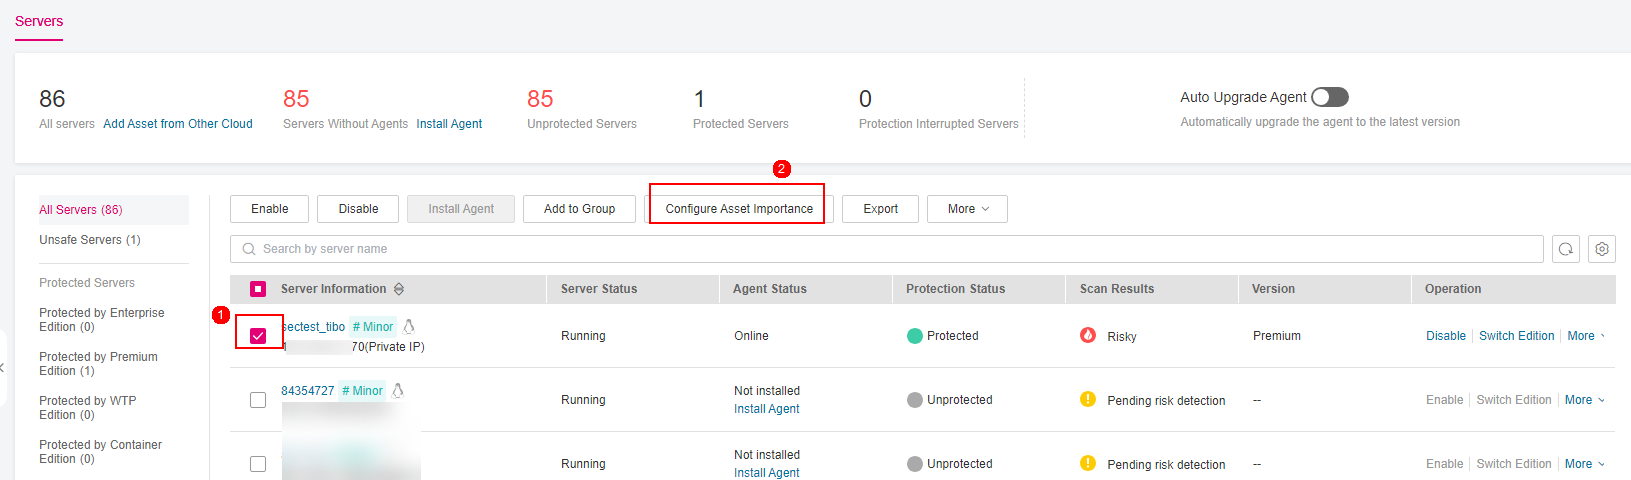 Servers
86
All servers Add Asset from Other Cloud
85
Servers Without Agents Install Agent
85
Unprotected Servers
1
Protected Servers
0
Protection Interrupted Servers
Auto Upgrade Agent
Automatically upgrade the agent to the latest version
2
All Servers (86)
Unsafe Servers (1)
Protected Servers
Protected by Enterprise
Edition (0)
Protected by Premium
Edition (1)
Protected by WTP
Edition (0)
Protected by Container
Edition (0)
Enable Disable Install Agent Add to Group Configure Asset Importance Export More
Search by server name
Server Information Server Status Agent Status Protection Status Scan Results Version Operation
1
sectest_tibo # Minor
70(Private IP)
Running Online Protected Risky Premium Disable Switch Edition More
84354727 # Minor
Running Not installed
Install Agent
Unprotected Pending risk detection -- Enable Switch Edition More
Running Not installed
Install Agent
Unprotected Pending risk detection -- Enable Switch Edition More